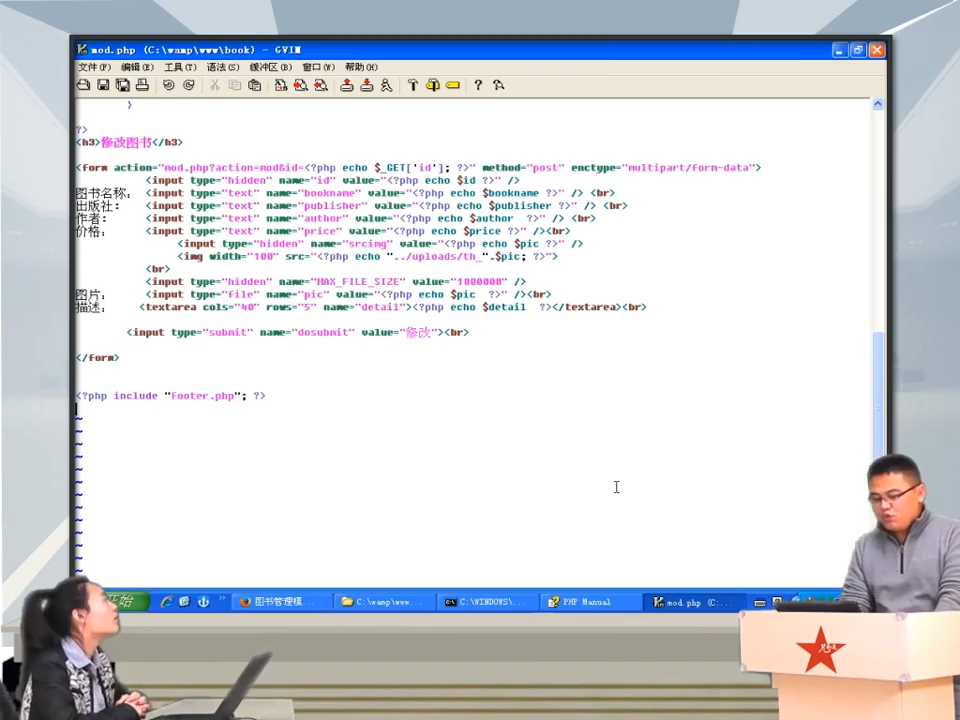 mod.php (C:\wamp\www\book) - GVIM
文件(F) 编辑(E) 工具(T) 语法(S) 缓冲区(B) 窗口(W) 帮助(H)
}
?>
<h3>修改图书</h3>
<form action="mod.php?action=mod&id=<?php echo $_GET['id']; ?>" method="post" enctype="multipart/form-data">
<input type="hidden" name="id" value="<?php echo $id ?>" />
图书名称: <input type="text" name="bookname" value="<?php echo $bookname ?>" /> <br>
出版社: <input type="text" name="publisher" value="<?php echo $publisher ?>" /> <br>
作者: <input type="text" name="author" value="<?php echo $author  ?>" /> <br>
价格: <input type="text" name="price" value="<?php echo $price ?>" /><br>
<input type="hidden" name="srcimg" value="<?php echo $pic ?>" />
<img width="100" src="<?php echo "../uploads/th_".$pic; ?>">
<br>
<input type="hidden" name="MAX_FILE_SIZE" value="1000000" />
图片: <input type="file" name="pic" value="<?php echo $pic  ?>" /><br>
描述: <textarea cols="40" rows="5" name="detail"><?php echo $detail  ?></textarea><br>
<input type="submit" name="dosubmit" value="修改"><br>
</form>
<?php include "footer.php"; ?>
~
~
~
~
~
~
~
~
~
~
~
~
~
开始 图书管理模... C:\wamp\www... C:\WINDOWS\... PHP Manual mod.php (C:...